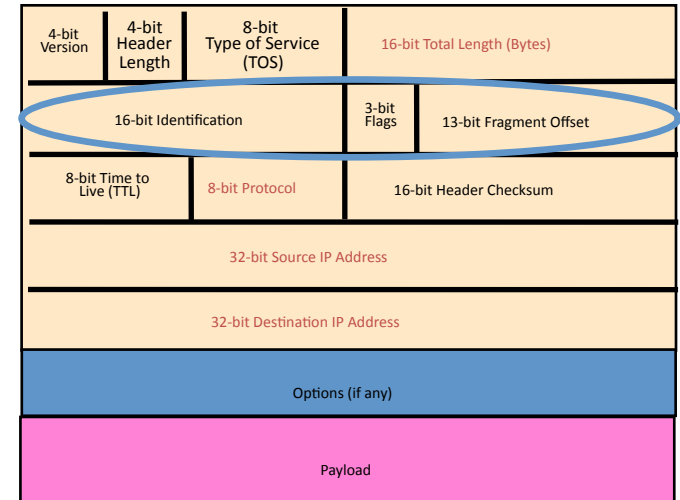 4-bit
Version
4-bit
Header
Length
8-bit
Type of Service
(TOS)
16-bit Total Length (Bytes)
16-bit Identification
3-bit
Flags
13-bit Fragment Offset
8-bit Time to
Live (TTL)
8-bit Protocol
16-bit Header Checksum
32-bit Source IP Address
32-bit Destination IP Address
Options (if any)
Payload